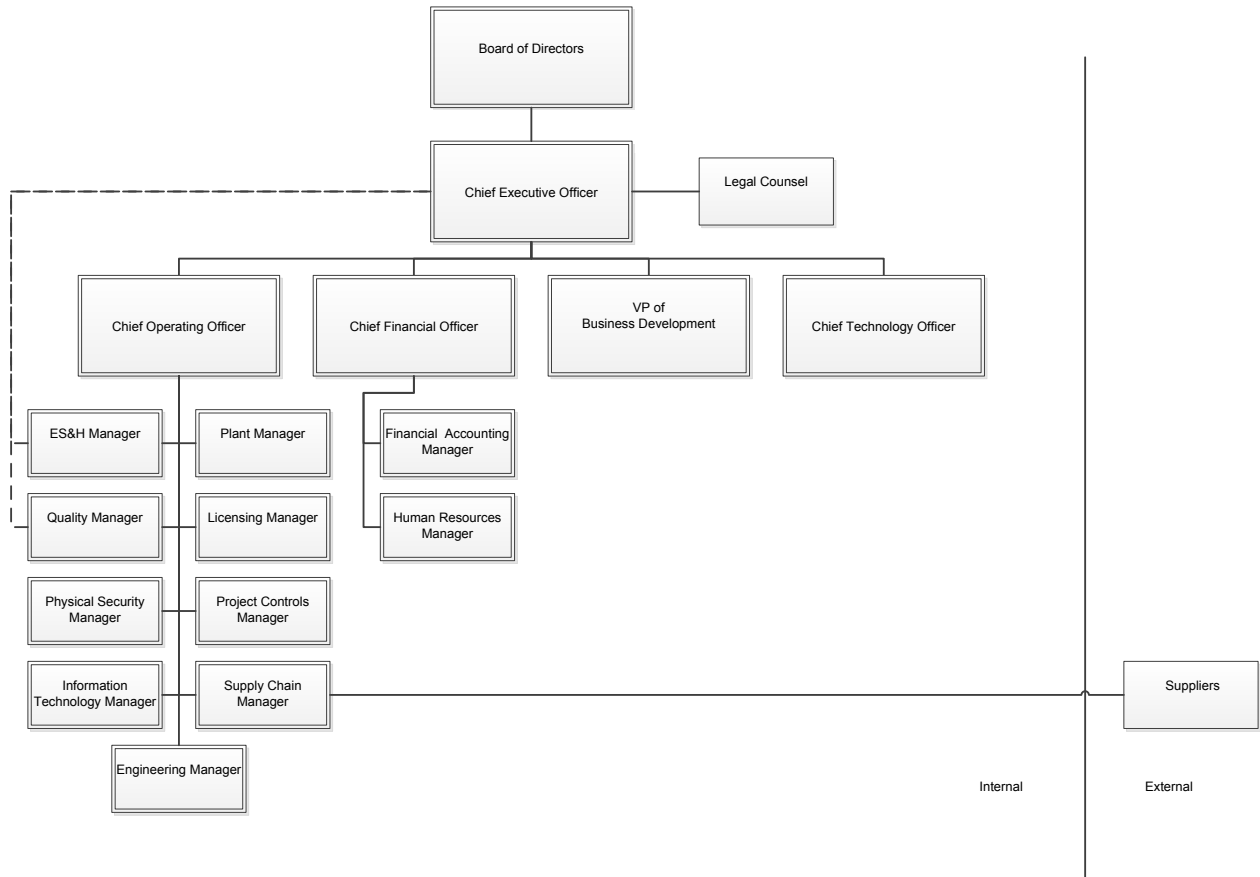 Board of Directors
Chief Executive Officer
Legal Counsel
Chief Operating Officer
Chief Financial Officer
VP of
Business Development
Chief Technology Officer
ES&H Manager
Plant Manager
Financial Accounting
Manager
Quality Manager
Licensing Manager
Human Resources
Manager
Physical Security
Manager
Project Controls
Manager
Information
Technology Manager
Supply Chain
Manager
Suppliers
Engineering Manager
Internal
External